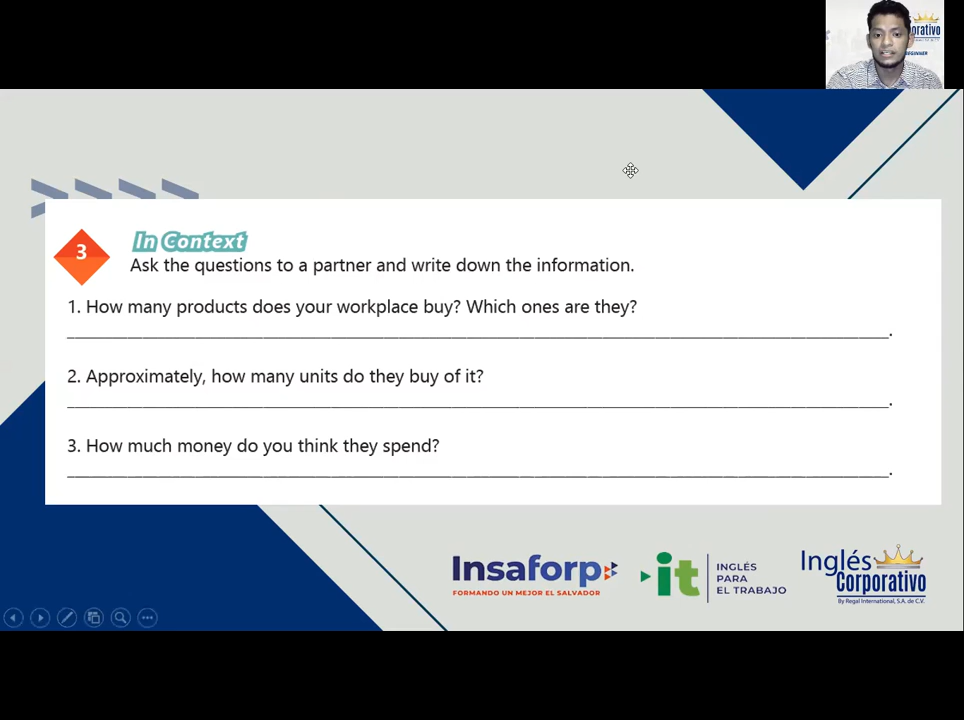 3
In Context
Ask the questions to a partner and write down the information.
1. How many products does your workplace buy? Which ones are they?
2. Approximately, how many units do they buy of it?
3. How much money do you think they spend?
Insaforp
FORMANDO UN MEJOR EL SALVADOR
it
INGLÉS
PARA
EL TRABAJO
Inglés
Corporativo
By Regal International, S.A. de C.V.